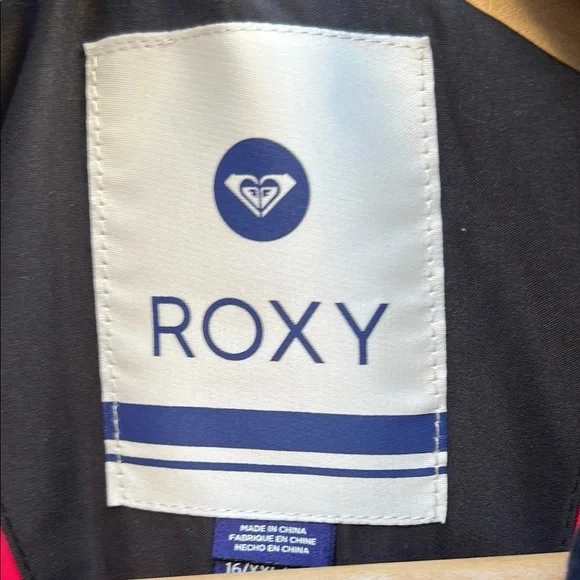 ROXY
MADE IN CHINA
FABRIQUE EN CHINE
HECHO EN CHINA